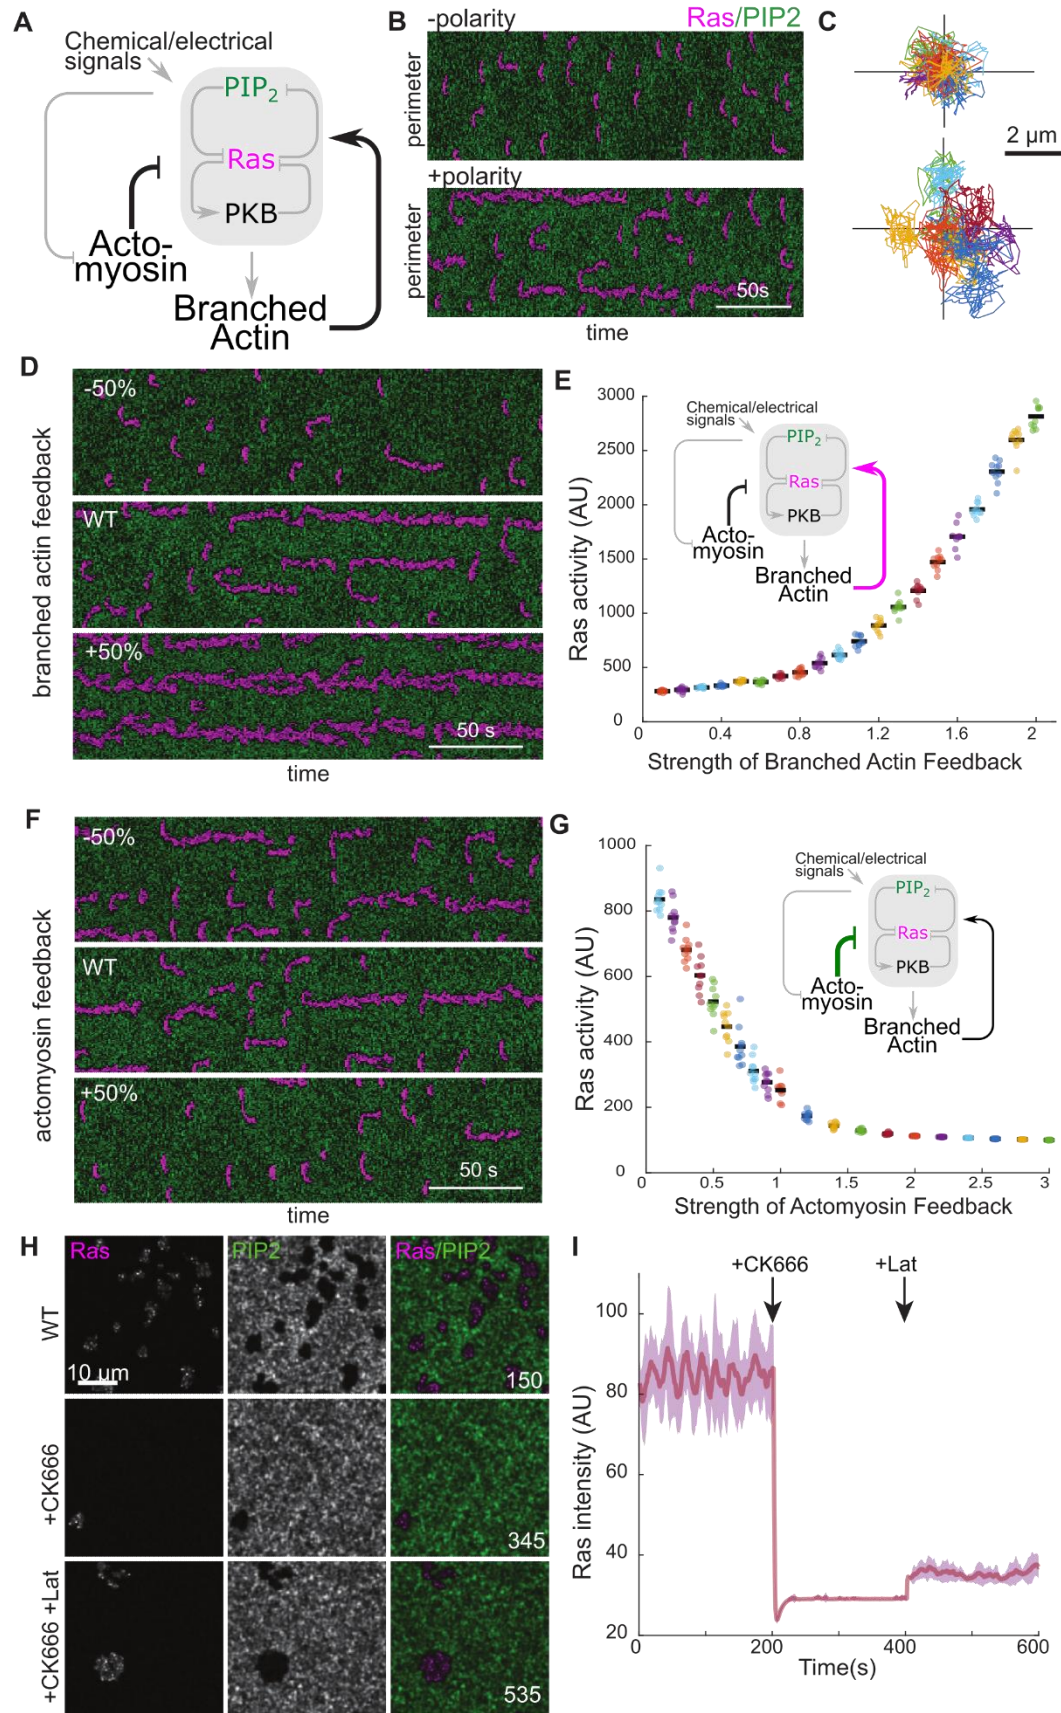 A
Chemical/electrical
signals
PIP2
Ras
PKB
Acto-
myosin
Branched
Actin
B
-polarity
Ras/PIP2
perimeter
+polarity
perimeter
50s
time
C
2 µm
D
branched actin feedback
-50%
WT
+50%
50 s
time
E
Ras activity (AU)
3000
2500
2000
1500
1000
500
0
Chemical/electrical
signals
PIP2
Ras
PKB
Acto-
myosin
Branched
Actin
0 0.4 0.8 1.2 1.6 2
Strength of Branched Actin Feedback
F
actomyosin feedback
-50%
WT
+50%
50 s
time
G
Ras activity (AU)
1000
800
600
400
200
0
Chemical/electrical
signals
PIP2
Ras
PKB
Acto-
myosin
Branched
Actin
0 0.5 1 1.5 2 2.5 3
Strength of Actomyosin Feedback
H
Ras PIP2 Ras/PIP2
WT
10 µm
150
+CK666
345
+CK666 +Lat
535
I
+CK666 +Lat
Ras intensity (AU)
100
80
60
40
20
0 200 400 600
Time(s)